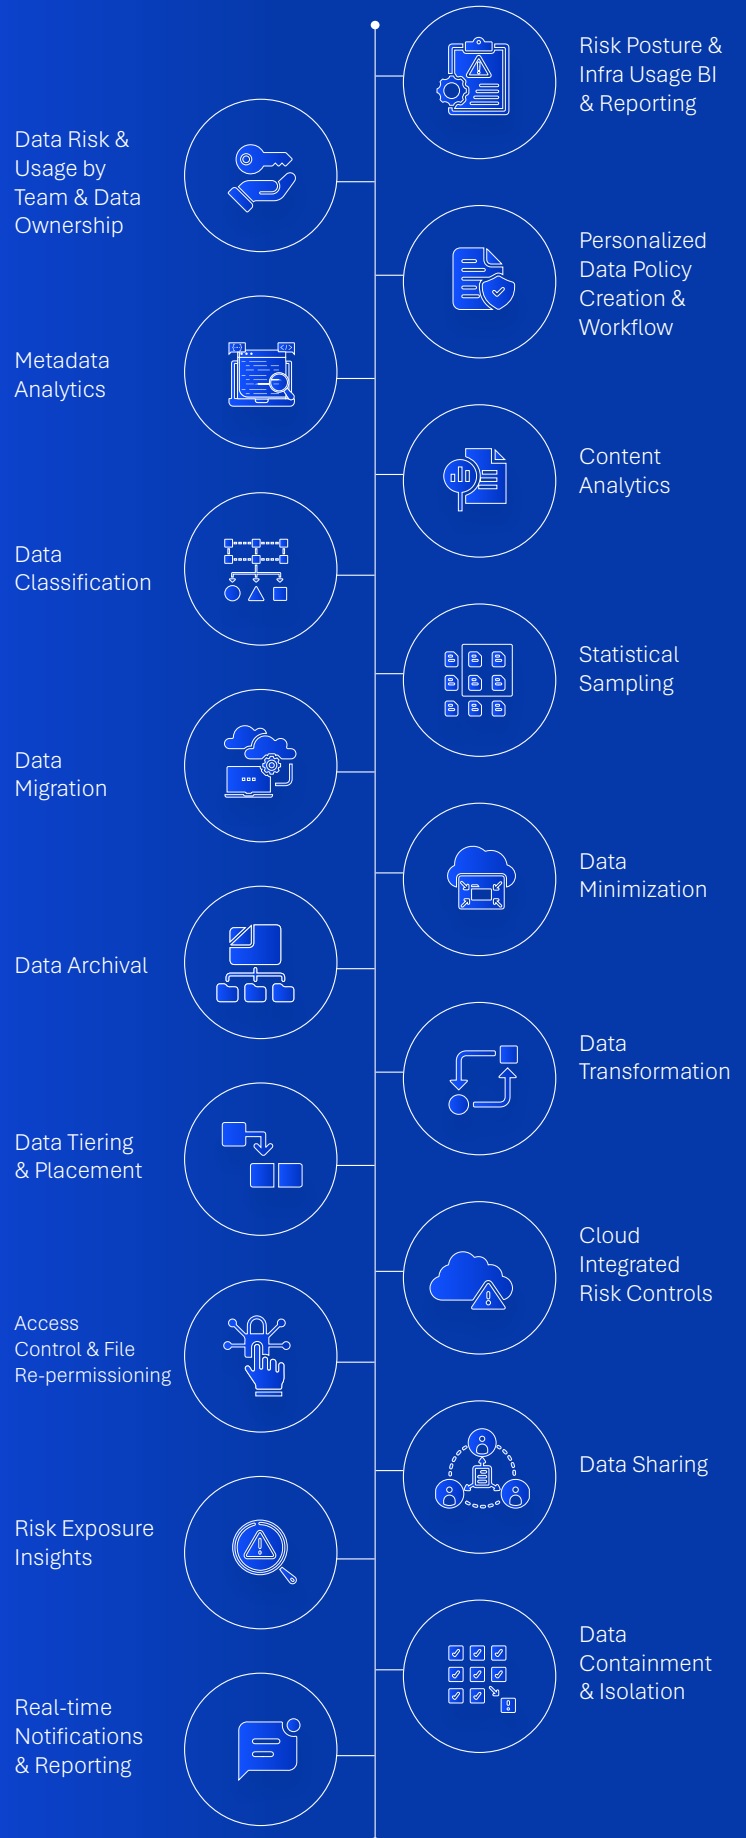 Risk Posture &
Infra Usage BI
& Reporting
Data Risk &
Usage by
Team & Data
Ownership
Personalized
Data Policy
Creation &
Workflow
Metadata
Analytics
Content
Analytics
Data
Classification
Statistical
Sampling
Data
Migration
Data
Minimization
Data Archival
Data
Transformation
Data Tiering
& Placement
Cloud
Integrated
Risk Controls
Access
Control & File
Re-permissioning
Data Sharing
Risk Exposure
Insights
Data
Containment
& Isolation
Real-time
Notifications
& Reporting